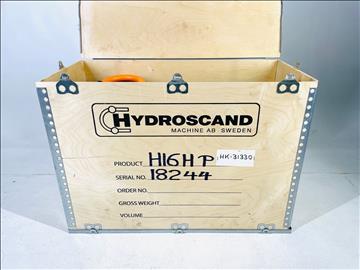 HYDROSCAND
MACHINE AB SWEDEN
PRODUCT H16HP HK-31330
SERIAL NO. 18244
ORDER NO.
GROSS WEIGHT
VOLUME